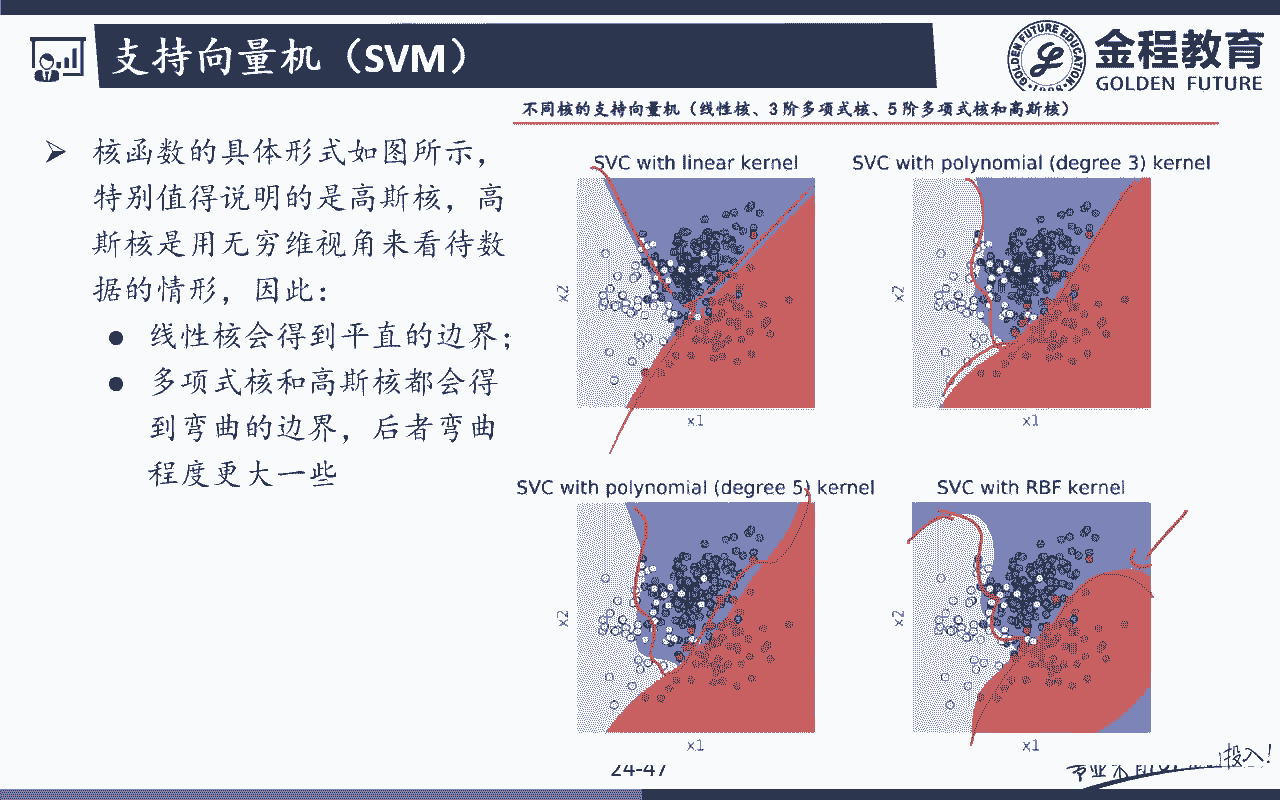 支持向量机（SVM）
GOLDEN FUTURE EDUCATION
金程教育
GOLDEN FUTURE
不同核的支持向量机（线性核、3阶多项式核、5阶多项式核和高斯核）
➢ 核函数的具体形式如图所示，
特别值得说明的是高斯核，高
斯核是用无穷维视角来看待数
据的情形，因此：
● 线性核会得到平直的边界；
● 多项式核和高斯核都会得
到弯曲的边界，后者弯曲
程度更大一些
SVC with linear kernel
x2
x1
SVC with polynomial (degree 3) kernel
x2
x1
SVC with polynomial (degree 5) kernel
x2
x1
SVC with RBF kernel
x2
x1
24-47
投入！